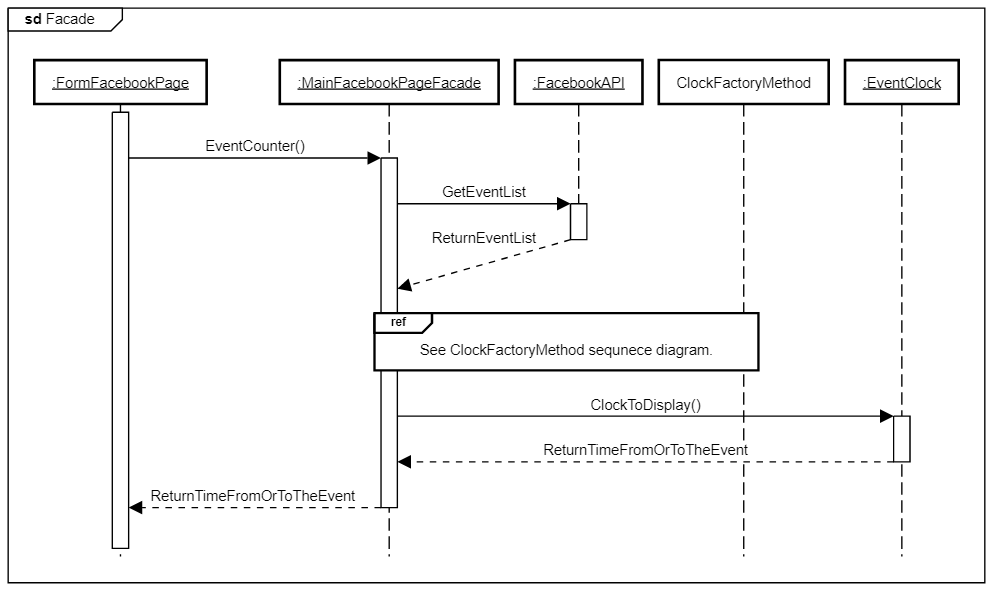 sd Facade
:FormFacebookPage
:MainFacebookPageFacade
:FacebookAPI
ClockFactoryMethod
:EventClock
EventCounter()
GetEventList
ReturnEventList
ref
See ClockFactoryMethod sequnece diagram.
ClockToDisplay()
ReturnTimeFromOrToTheEvent
ReturnTimeFromOrToTheEvent